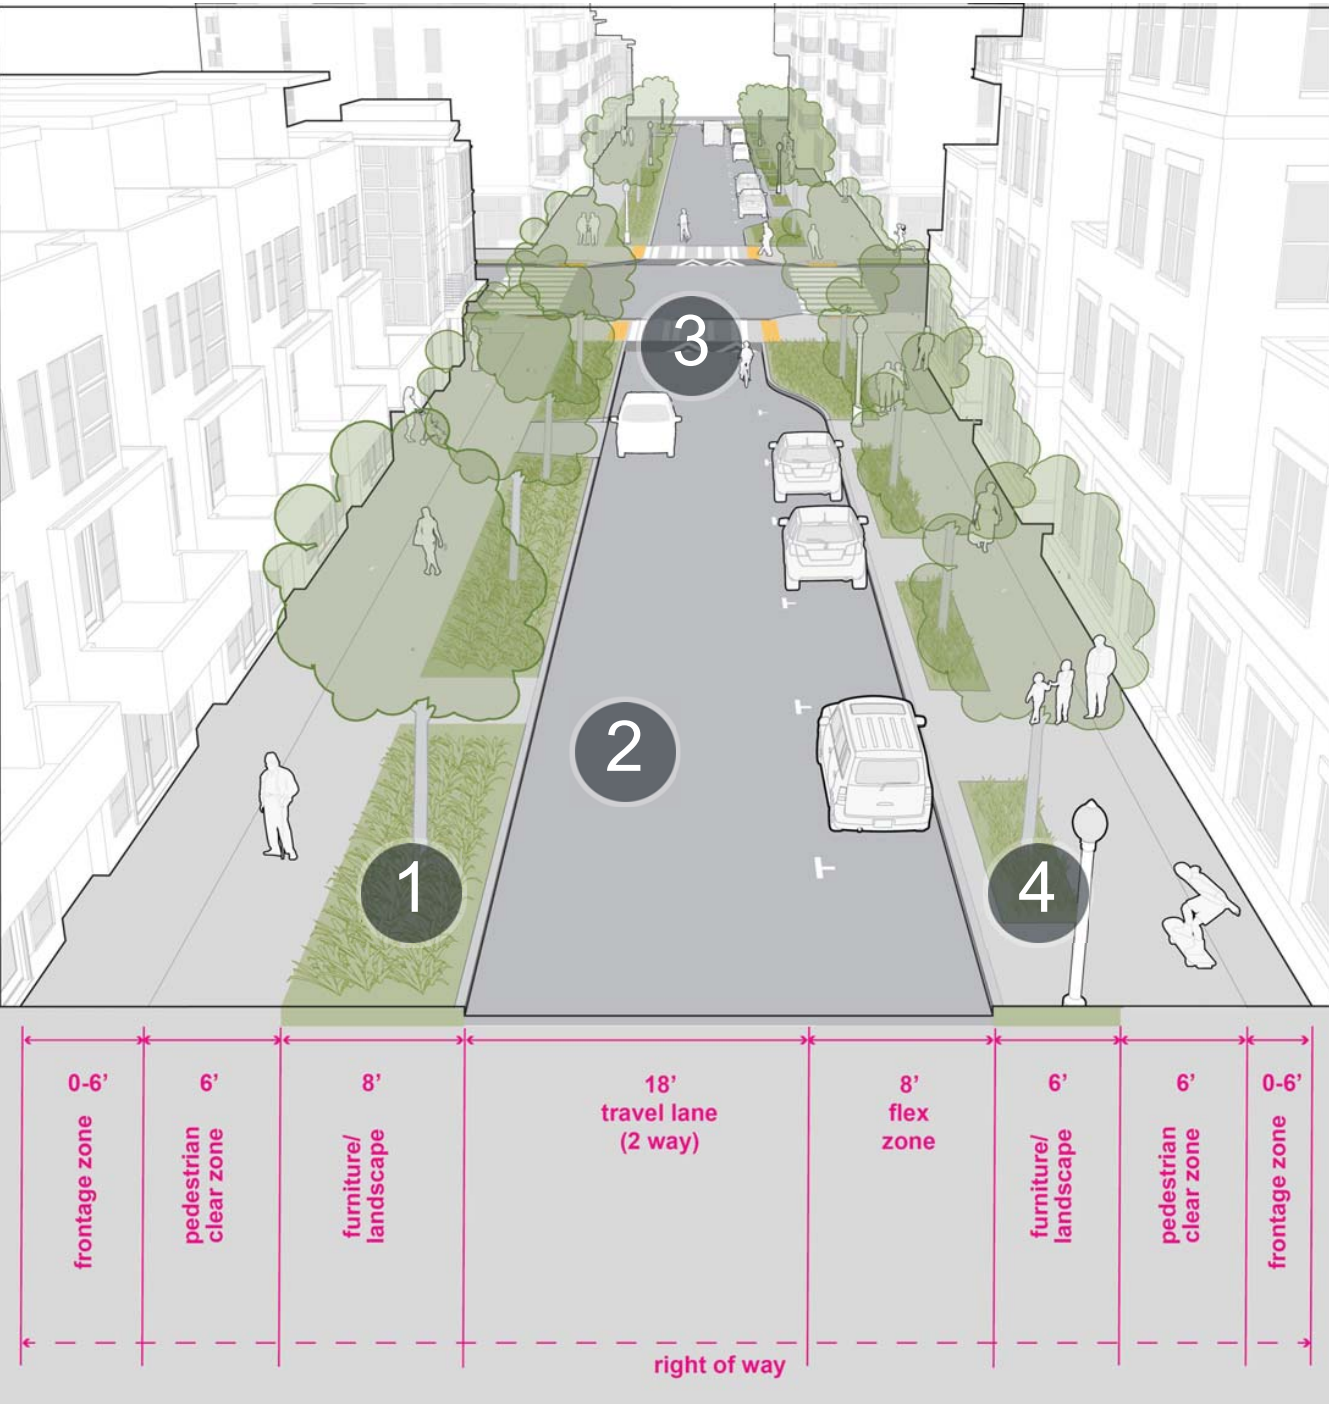 3
2
1
4
0-6’
6’
8’
18’
travel lane
(2 way)
8’
flex
zone
6’
6’
0-6’
frontage zone
pedestrian
clear zone
furniture/
landscape
furniture/
landscape
pedestrian
clear zone
frontage zone
right of way